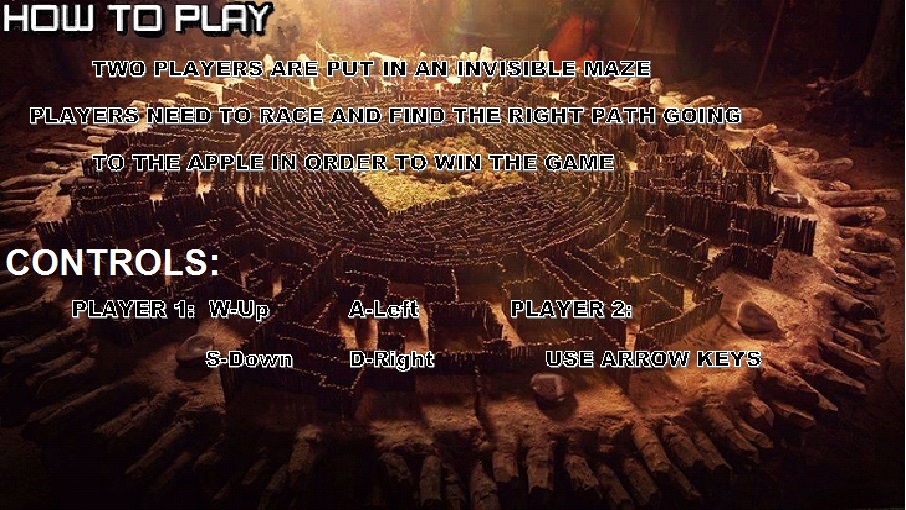 HOW TO PLAY
TWO PLAYERS ARE PUT IN AN INVISIBLE MAZE
PLAYERS NEED TO RACE AND FIND THE RIGHT PATH GOING
TO THE APPLE IN ORDER TO WIN THE GAME
CONTROLS:
PLAYER 1: W-Up A-Left PLAYER 2:
S-Down D-Right USE ARROW KEYS